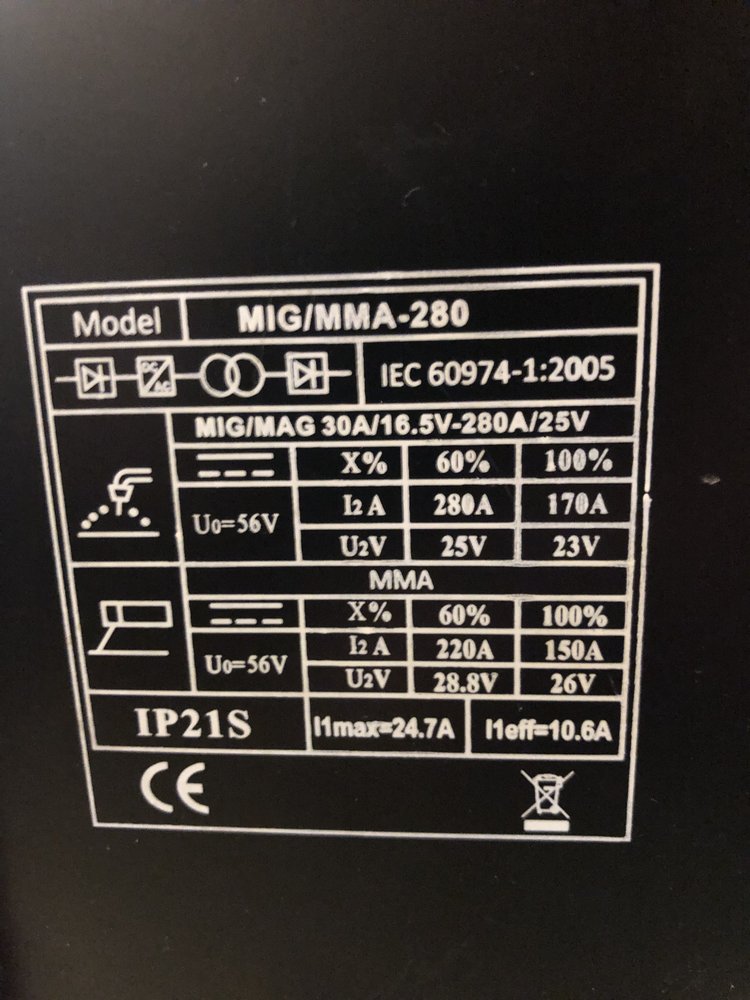 Model MIG/MMA-280
DC AC IEC 60974-1:2005
MIG/MAG 30A/16.5V-280A/25V
X% 60% 100%
U₀=56V
I₂ A 280A 170A
U₂V 25V 23V
MMA
X% 60% 100%
U₀=56V
I₂ A 220A 150A
U₂V 28.8V 26V
IP21S I1max=24.7A I1eff=10.6A
CE